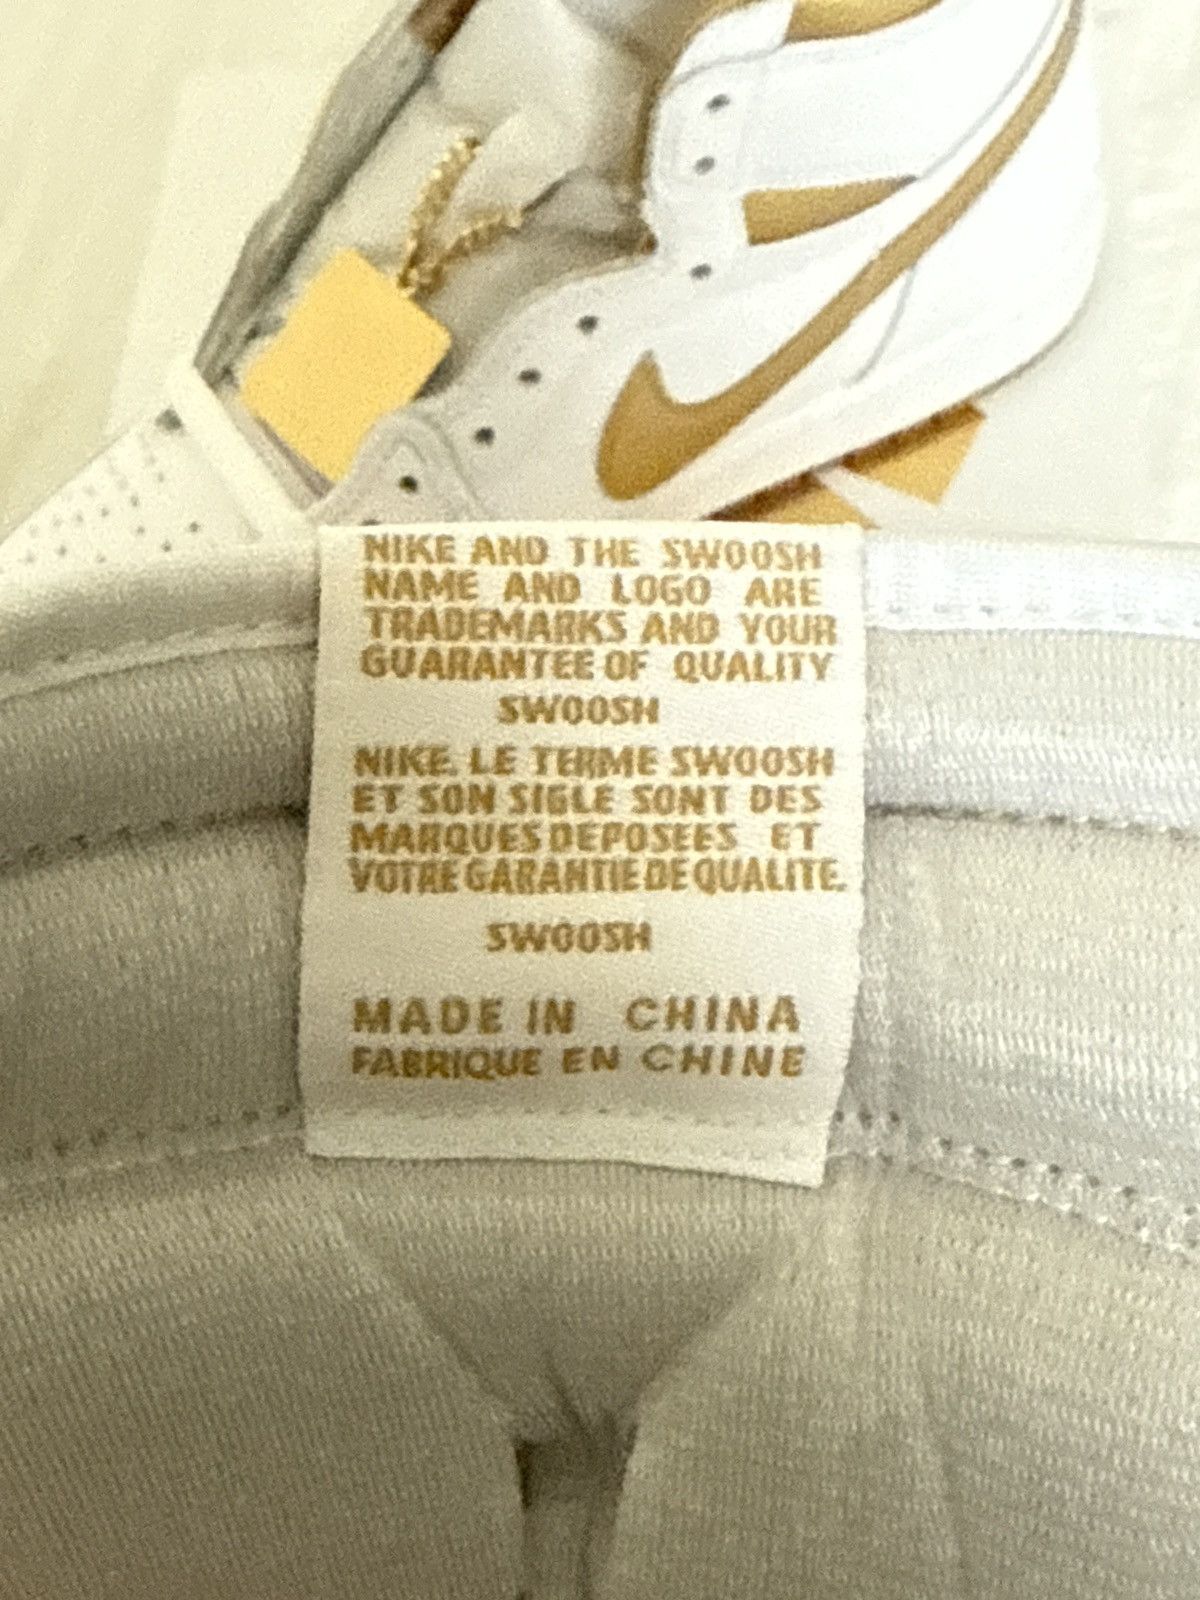 NIKE AND THE SWOOSH
NAME AND LOGO ARE
TRADEMARKS AND YOUR
GUARANTEE OF QUALITY
SWOOSH
NIKE. LE TERME SWOOSH
ET SON SIGLE SONT DES
MARQUES DEPOSEES ET
VOTRE GARANTIE DE QUALITE.
SWOOSH
MADE IN CHINA
FABRIQUE EN CHINE